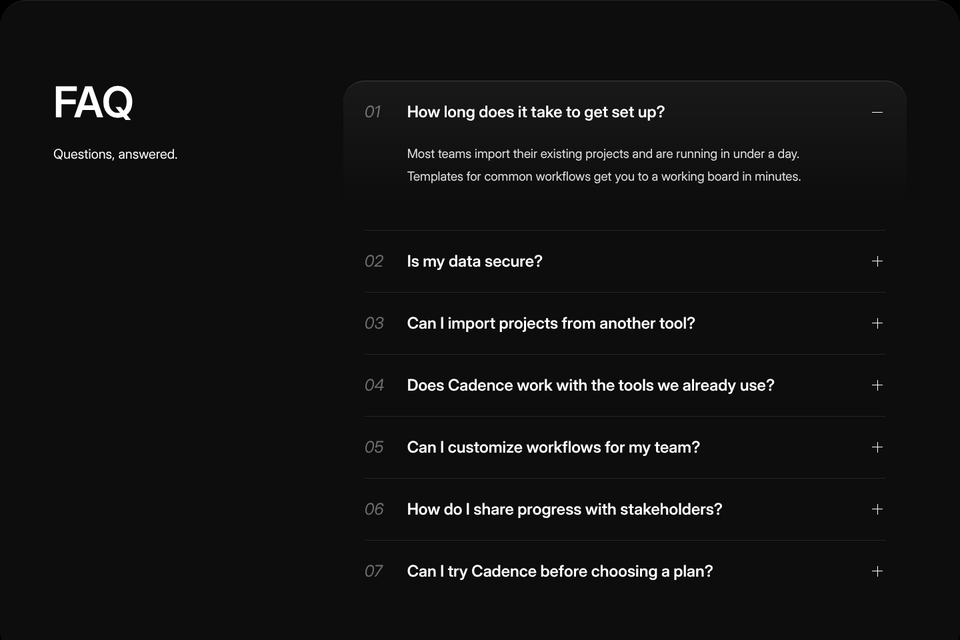 FAQ
Questions, answered.
01 How long does it take to get set up?
Most teams import their existing projects and are running in under a day.
Templates for common workflows get you to a working board in minutes.
02 Is my data secure?
03 Can I import projects from another tool?
04 Does Cadence work with the tools we already use?
05 Can I customize workflows for my team?
06 How do I share progress with stakeholders?
07 Can I try Cadence before choosing a plan?